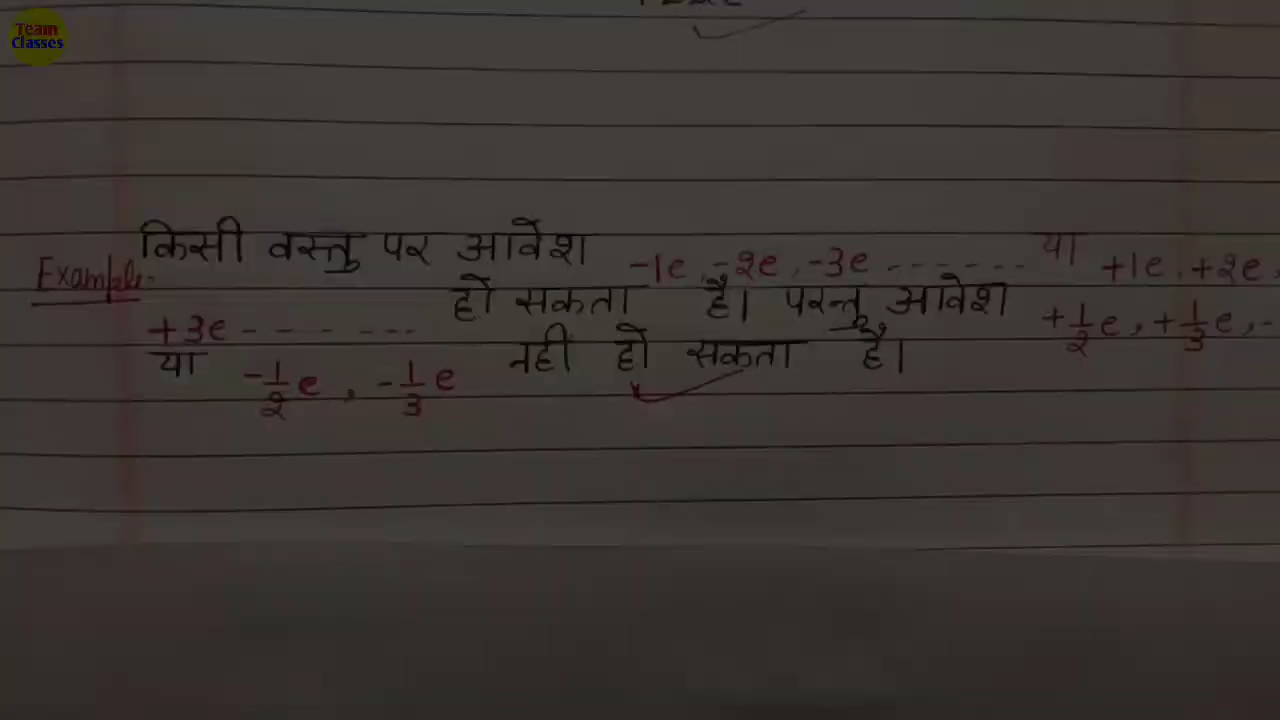 Team
Classes
Example:- किसी वस्तु पर आवेश -1e, -2e, -3e ------- या +1e, +2e
+3e ------- हो सकता है। परन्तु आवेश +1/2e, +1/3e, -
या -1/2e, -1/3e नहीं हो सकता है।